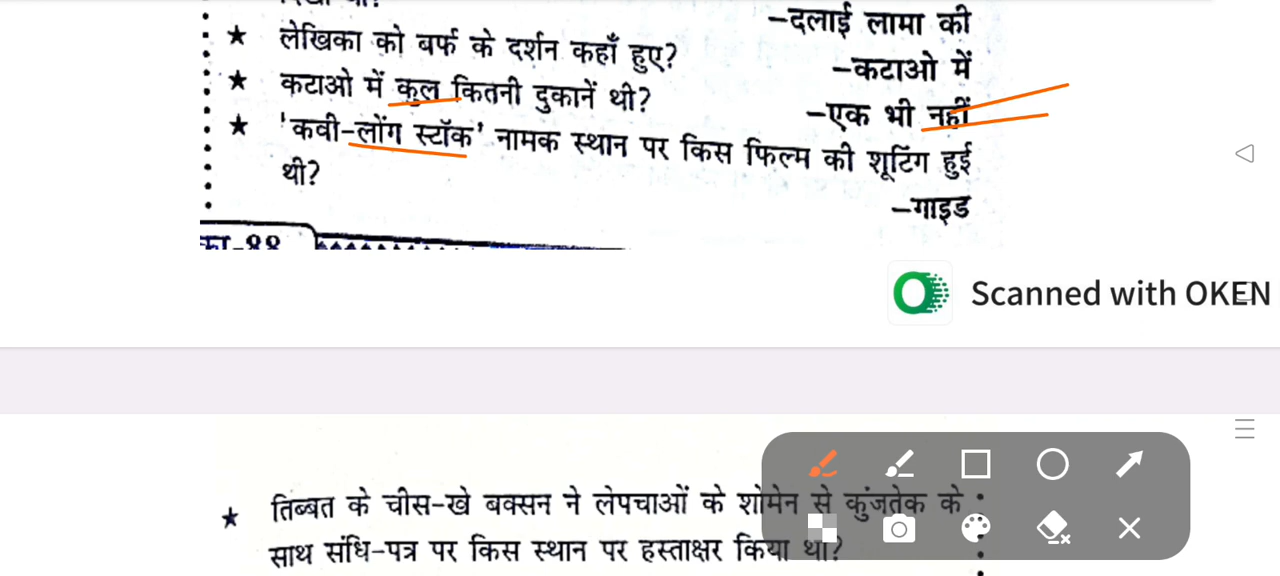 –दलाई लामा की
★ लेखिका को बर्फ के दर्शन कहाँ हुए?
–कटाओ में
★ कटाओ में कुल कितनी दुकानें थी?
–एक भी नहीं
★ 'कवी-लोंग स्टॉक' नामक स्थान पर किस फिल्म की शूटिंग हुई
थी?
–गाइड
Scanned with OKEN
★ तिब्बत के चीस-खे बक्सन ने लेपचाओं के शोमेन से कुंजतेक के
साथ संधि-पत्र पर किस स्थान पर हस्ताक्षर किया था?